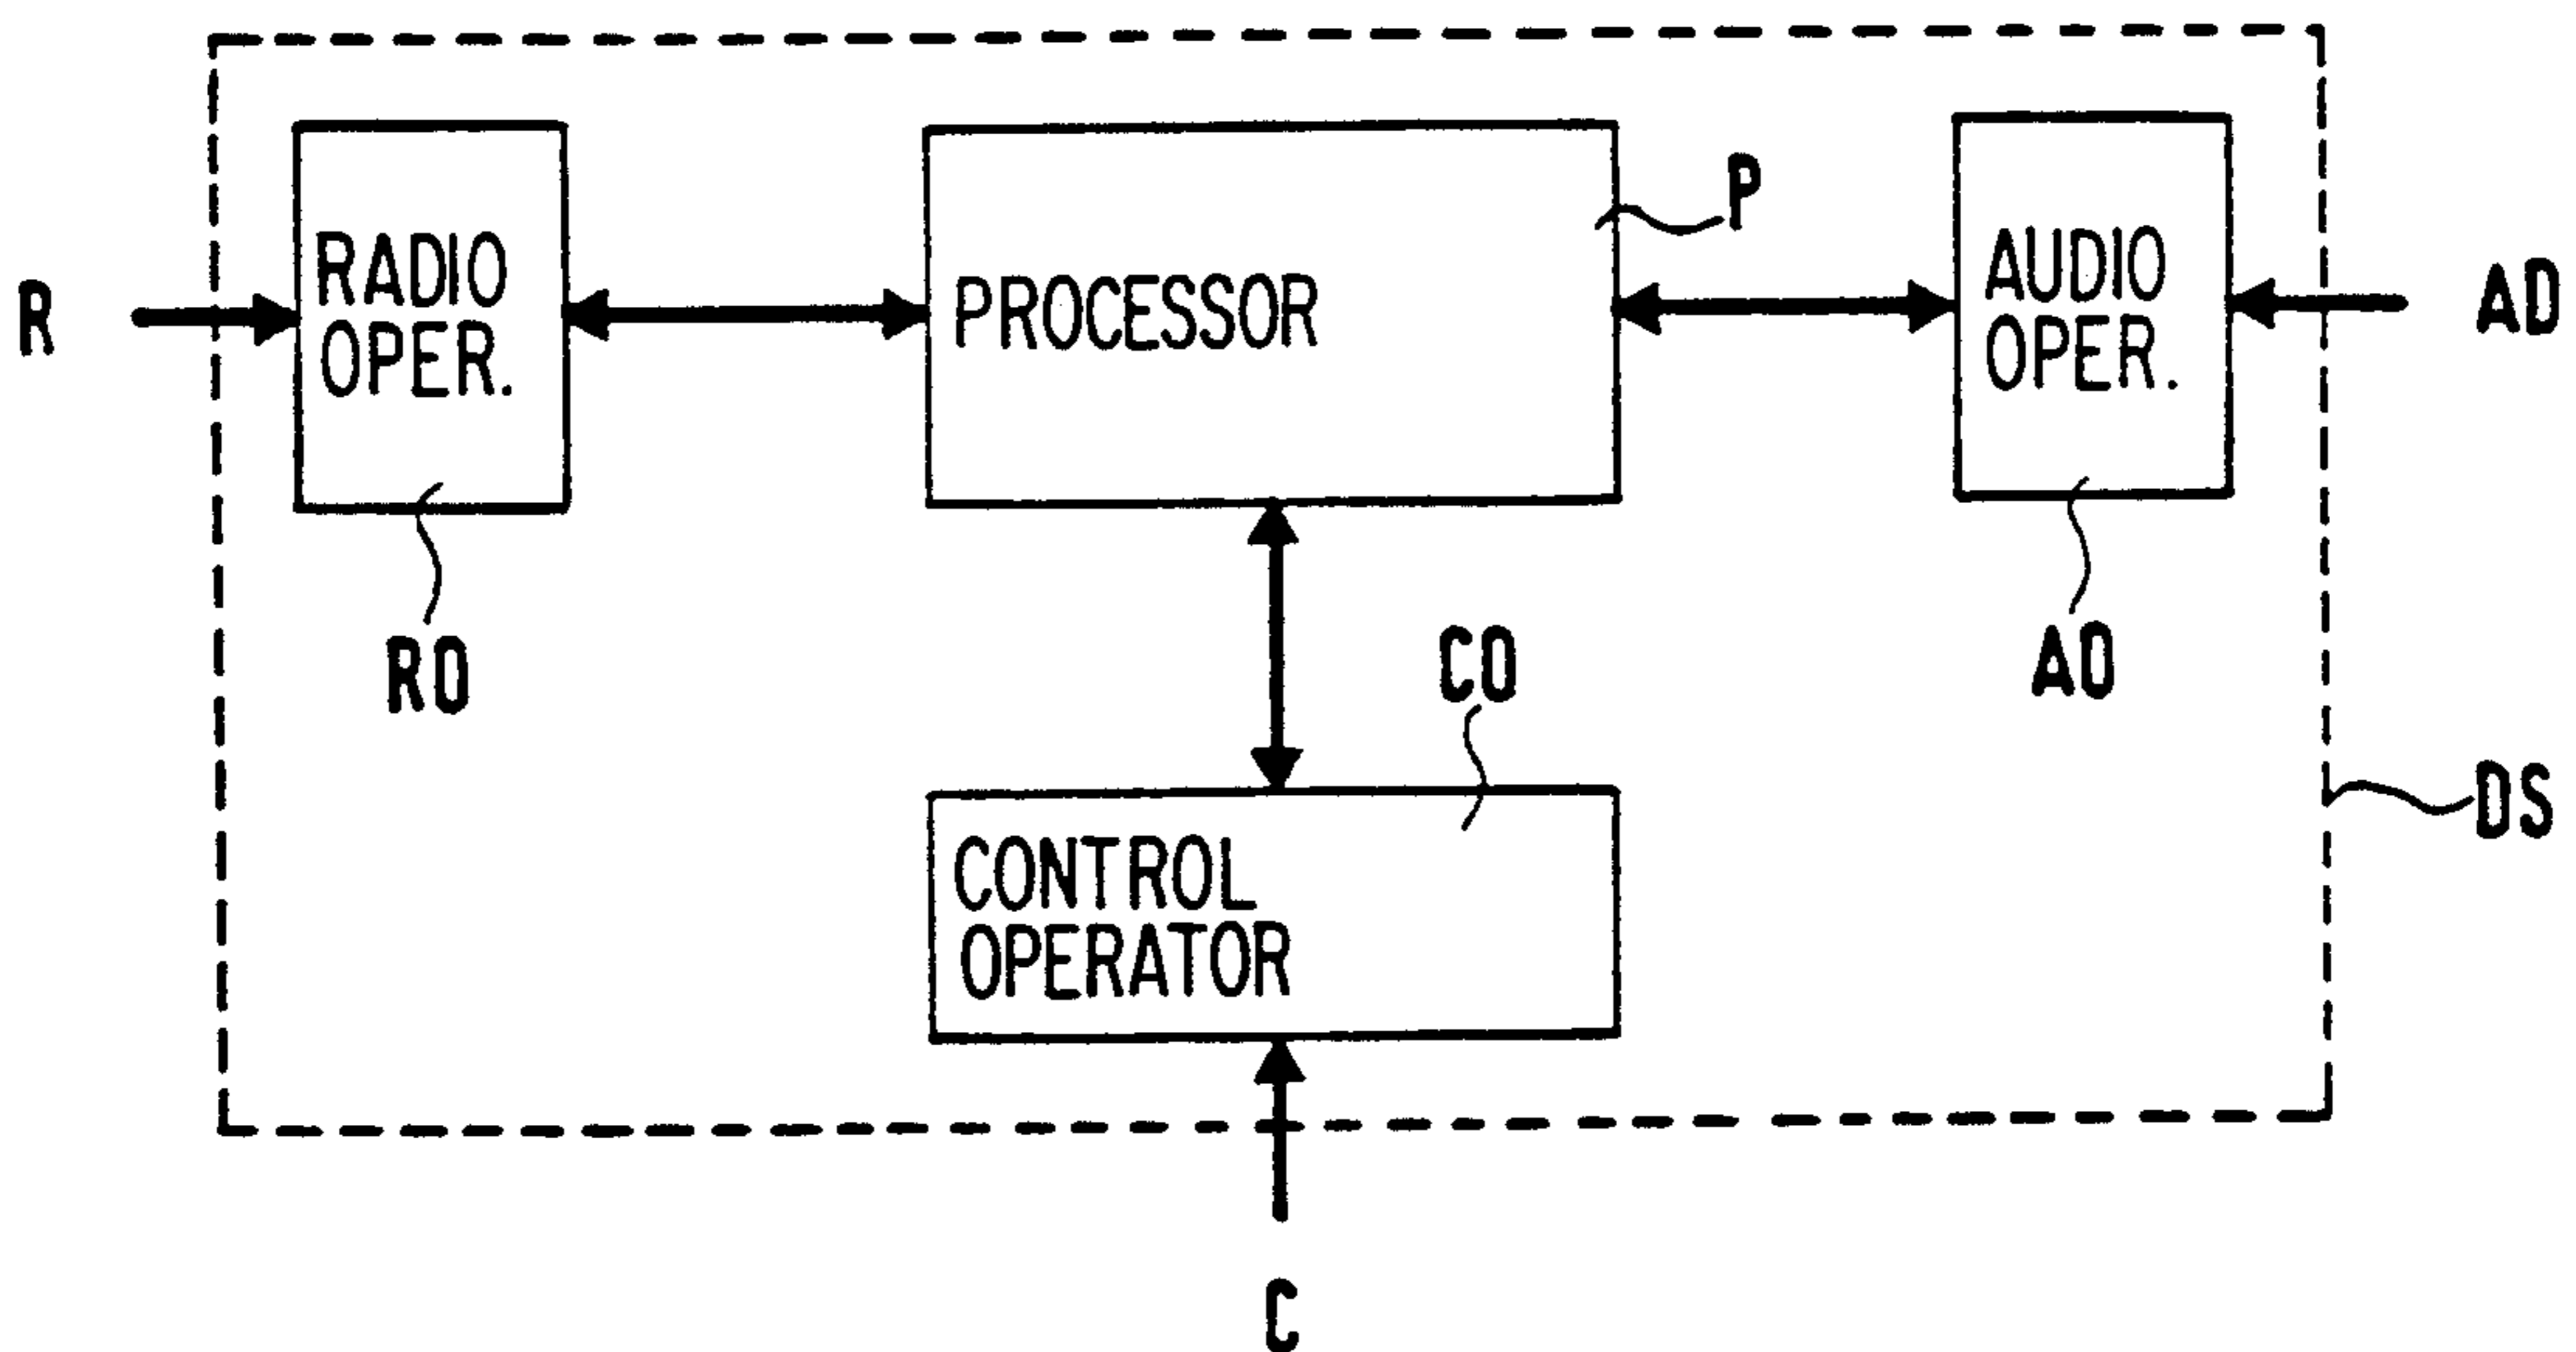 R
RADIO
OPER.
RO
PROCESSOR
P
AUDIO
OPER.
AO
AD
CO
CONTROL
OPERATOR
DS
C